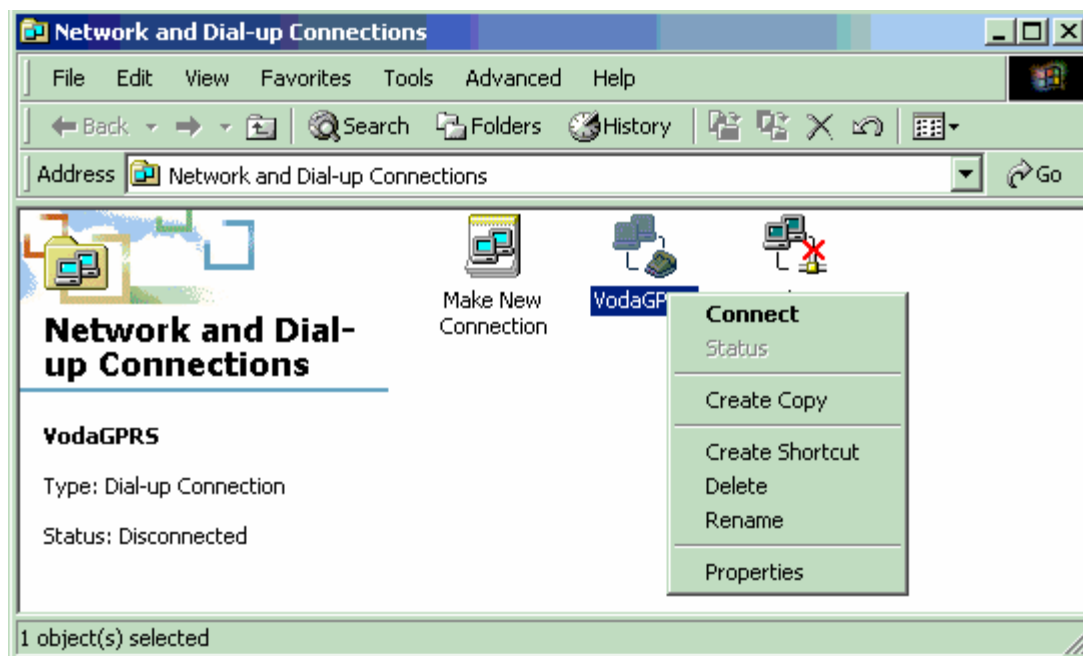 Network and Dial-up Connections
File Edit View Favorites Tools Advanced Help
Back Search Folders History
Address Network and Dial-up Connections Go
Network and Dial-
up Connections
VodaGPRS
Type: Dial-up Connection
Status: Disconnected
Make New
Connection
VodaGP
Connect
Status
Create Copy
Create Shortcut
Delete
Rename
Properties
1 object(s) selected